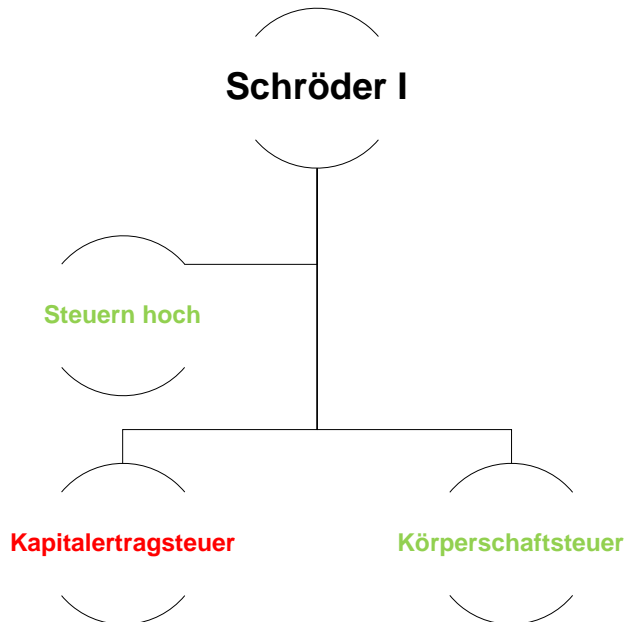 Schröder I
Steuern hoch
Kapitalertragsteuer
Körperschaftsteuer